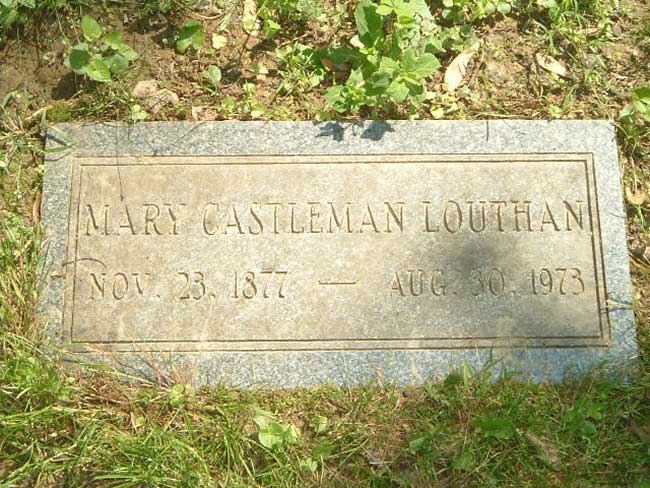 MARY CASTLEMAN LOUTHAN
NOV. 23. 1877 — AUG. 30. 1973